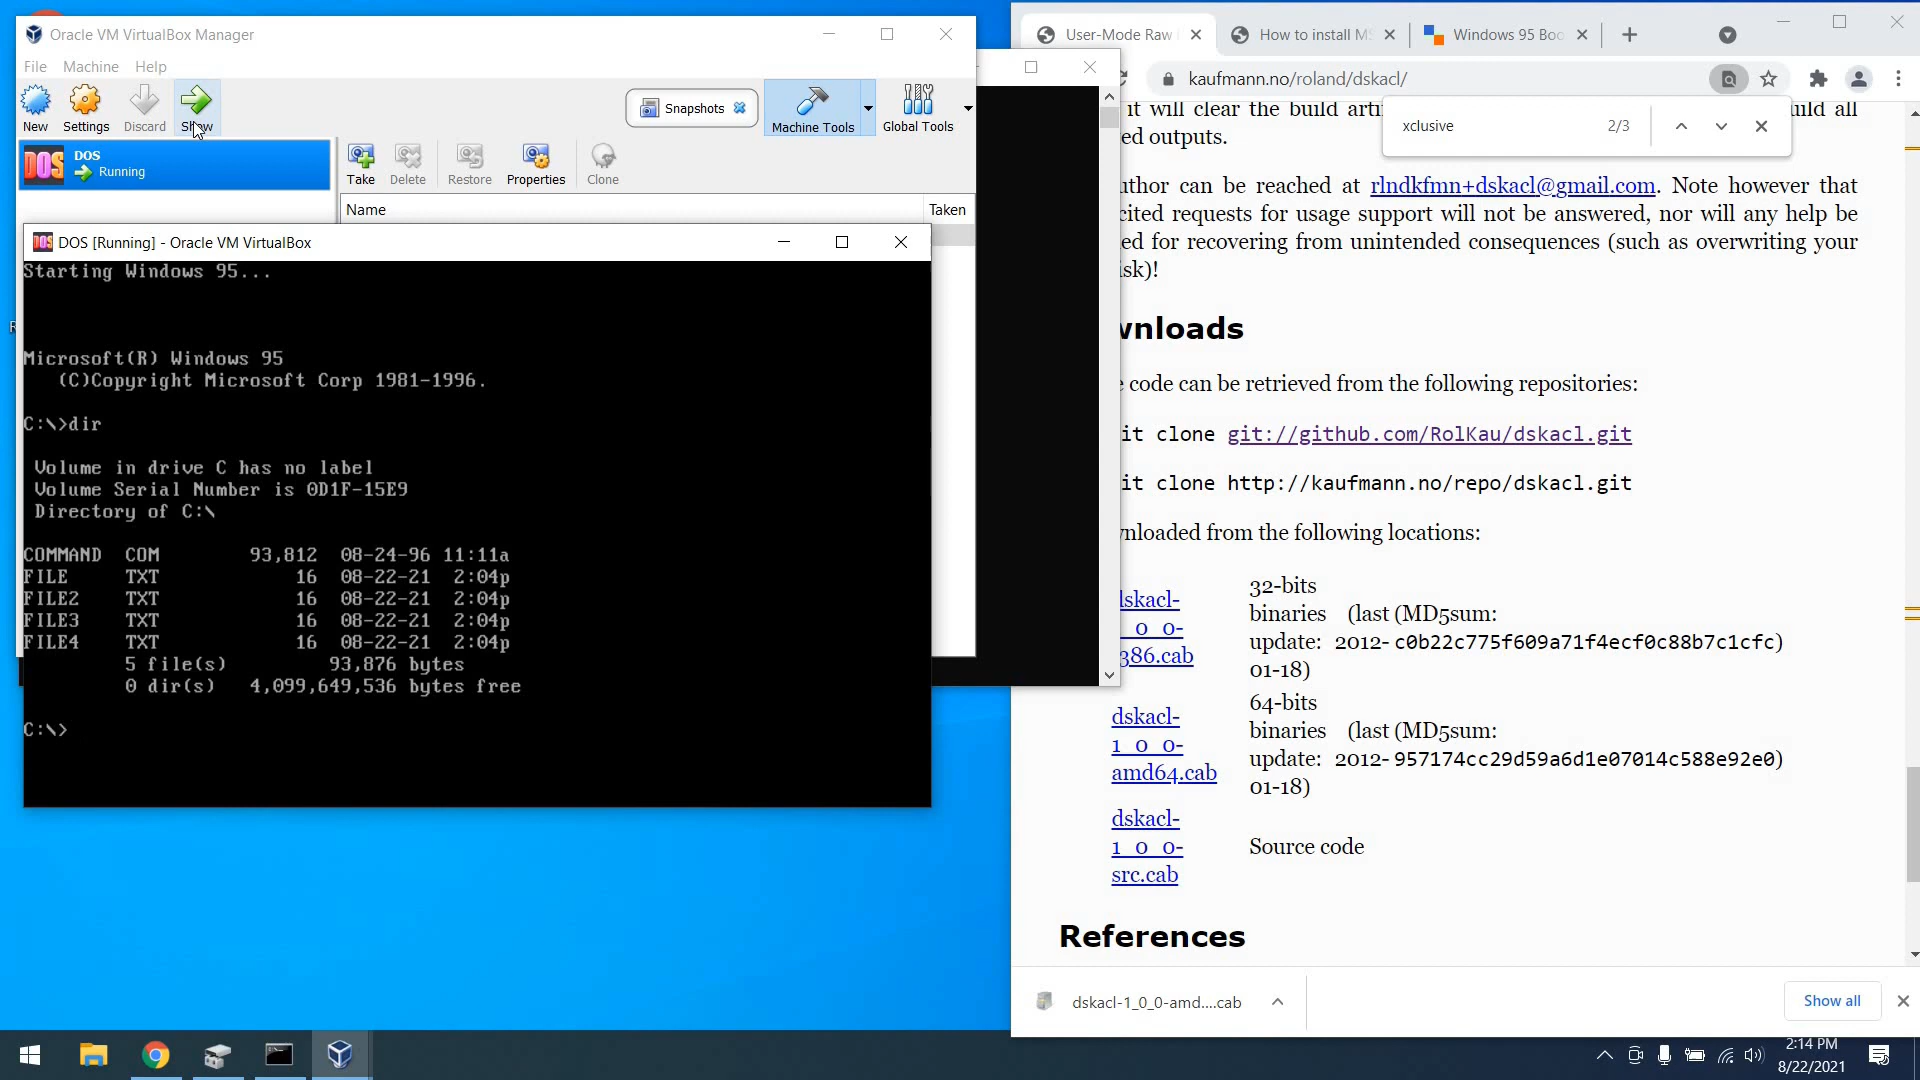 Oracle VM VirtualBox Manager
File Machine Help
New Settings Discard Show
Snapshots
Machine Tools
Global Tools
DOS
DOS
Running
Take Delete Restore Properties Clone
Name Taken
DOS [Running] - Oracle VM VirtualBox
Starting Windows 95...
Microsoft(R) Windows 95
(C)Copyright Microsoft Corp 1981-1996.
C:\>dir
Volume in drive C has no label
Volume Serial Number is 0D1F-15E9
Directory of C:\
COMMAND COM 93,812 08-24-96 11:11a
FILE TXT 16 08-22-21 2:04p
FILE2 TXT 16 08-22-21 2:04p
FILE3 TXT 16 08-22-21 2:04p
FILE4 TXT 16 08-22-21 2:04p
5 file(s) 93,876 bytes
0 dir(s) 4,099,649,536 bytes free
C:\>
User-Mode Raw
How to install MS
Windows 95 Boo
kaufmann.no/roland/dskacl/
xclusive 2/3
it will clear the build arti uild all
ed outputs.
uthor can be reached at rlndkfmn+dskacl@gmail.com. Note however that
cited requests for usage support will not be answered, nor will any help be
ed for recovering from unintended consequences (such as overwriting your
isk)!
wnloads
e code can be retrieved from the following repositories:
it clone git://github.com/RolKau/dskacl.git
it clone http://kaufmann.no/repo/dskacl.git
wnloaded from the following locations:
dskacl-
1_0_0-
i386.cab
32-bits
binaries (last (MD5sum:
update: 2012- c0b22c775f609a71f4ecf0c88b7c1cfc)
01-18)
dskacl-
1_0_0-
amd64.cab
64-bits
binaries (last (MD5sum:
update: 2012- 957174cc29d59a6d1e07014c588e92e0)
01-18)
dskacl-
1_0_0-
src.cab
Source code
References
dskacl-1_0_0-amd....cab
Show all
2:14 PM
8/22/2021